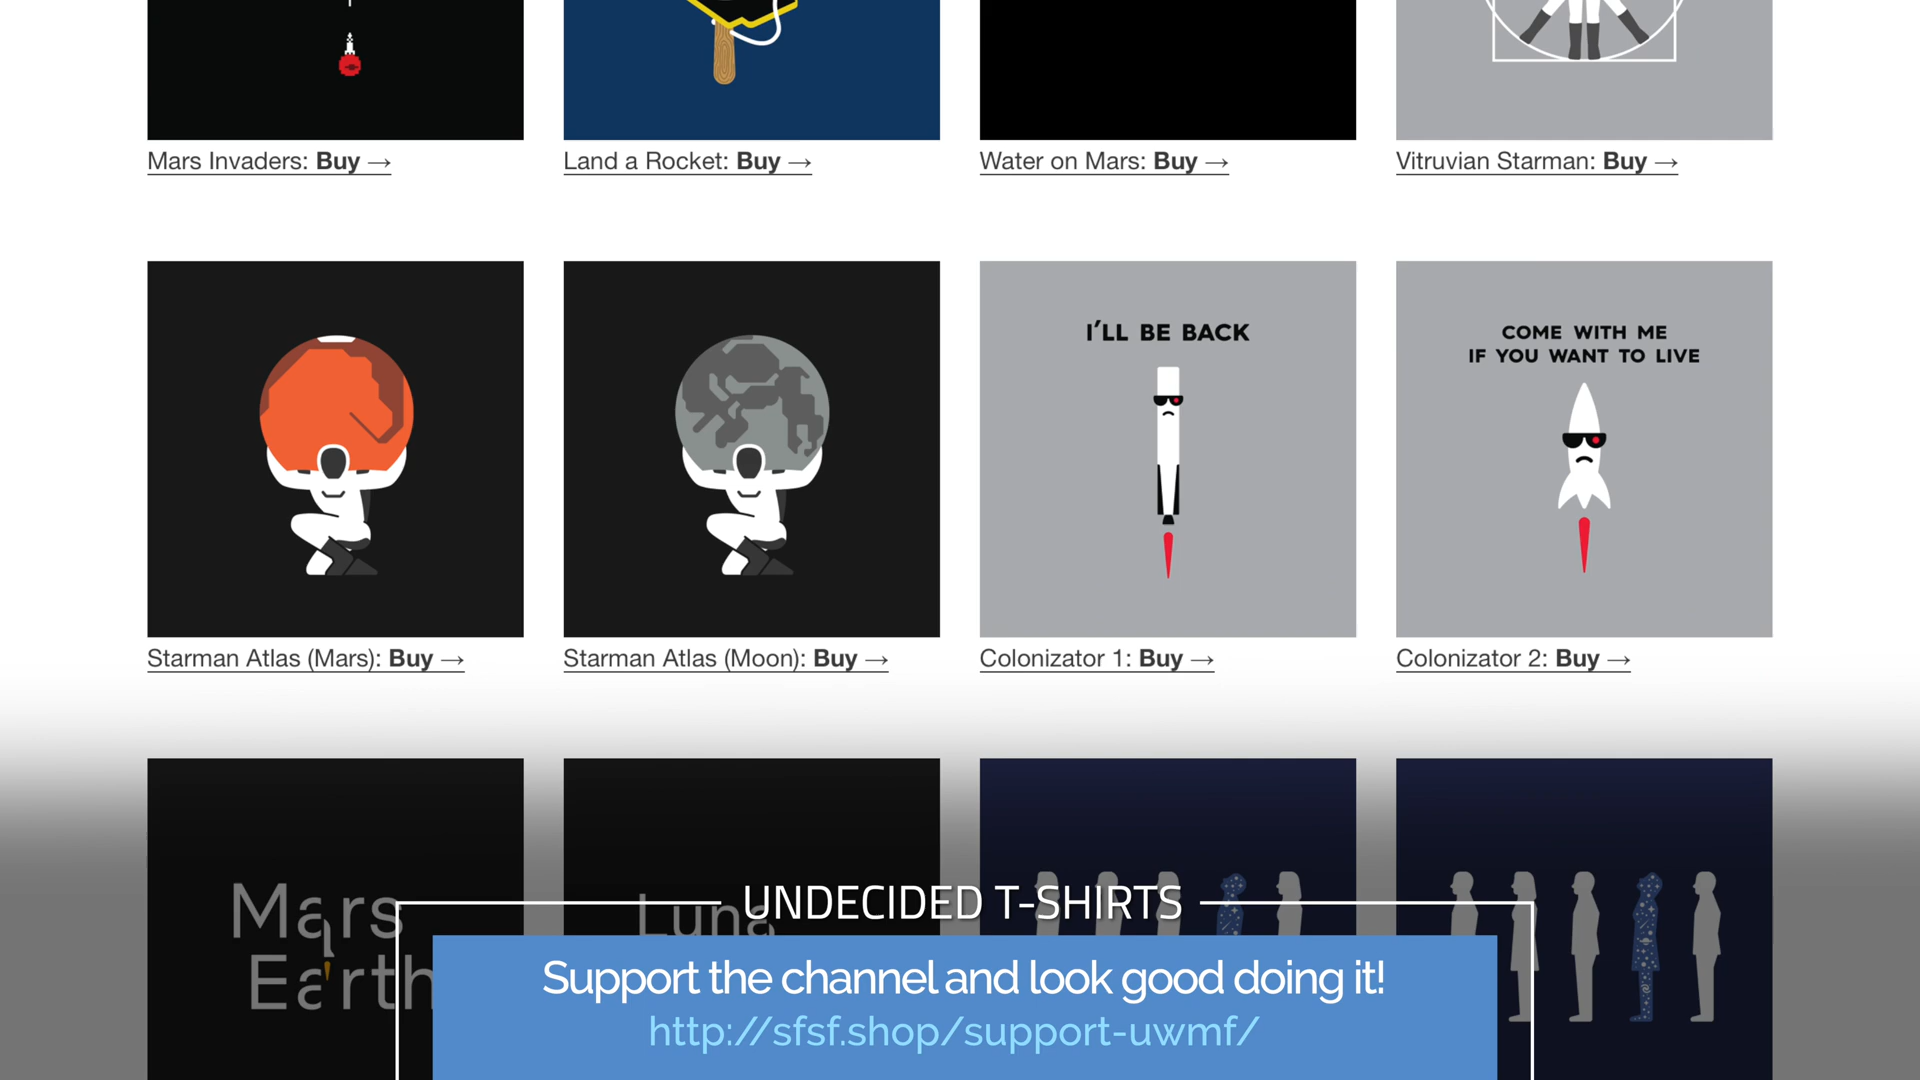 Mars Invaders: Buy →
Land a Rocket: Buy →
Water on Mars: Buy →
Vitruvian Starman: Buy →
I'LL BE BACK
COME WITH ME
IF YOU WANT TO LIVE
Starman Atlas (Mars): Buy →
Starman Atlas (Moon): Buy →
Colonizator 1: Buy →
Colonizator 2: Buy →
Mars
Earth
Luna
UNDECIDED T-SHIRTS
Support the channel and look good doing it!
http://sfsf.shop/support-uwmf/